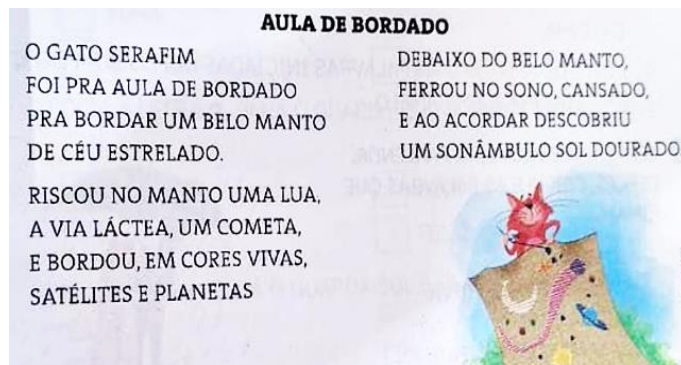 AULA DE BORDADO
O GATO SERAFIM
FOI PRA AULA DE BORDADO
PRA BORDAR UM BELO MANTO
DE CÉU ESTRELADO.
RISCOU NO MANTO UMA LUA,
A VIA LÁCTEA, UM COMETA,
E BORDOU, EM CORES VIVAS,
SATÉLITES E PLANETAS
DEBAIXO DO BELO MANTO,
FERROU NO SONO, CANSADO,
E AO ACORDAR DESCOBRIU
UM SONÂMBULO SOL DOURADO